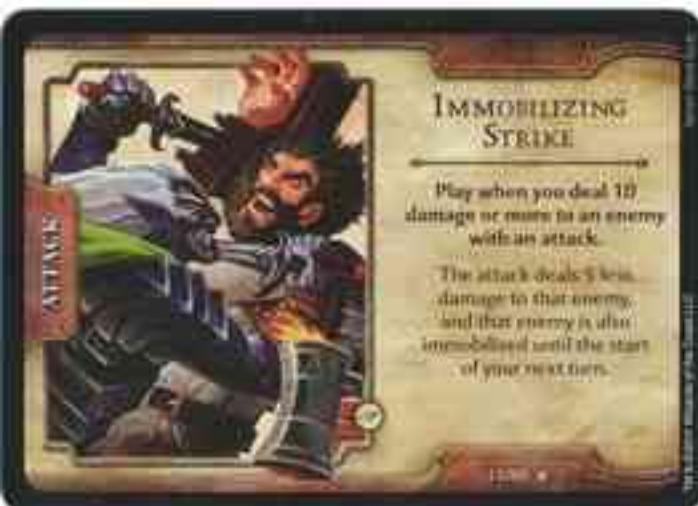 ATTACK
IMMOBILIZING
STRIKE
Play when you deal 10
damage or more to an enemy
with an attack.
The attack deals 5 less
damage to that enemy,
and that enemy is also
immobilized until the start
of your next turn.